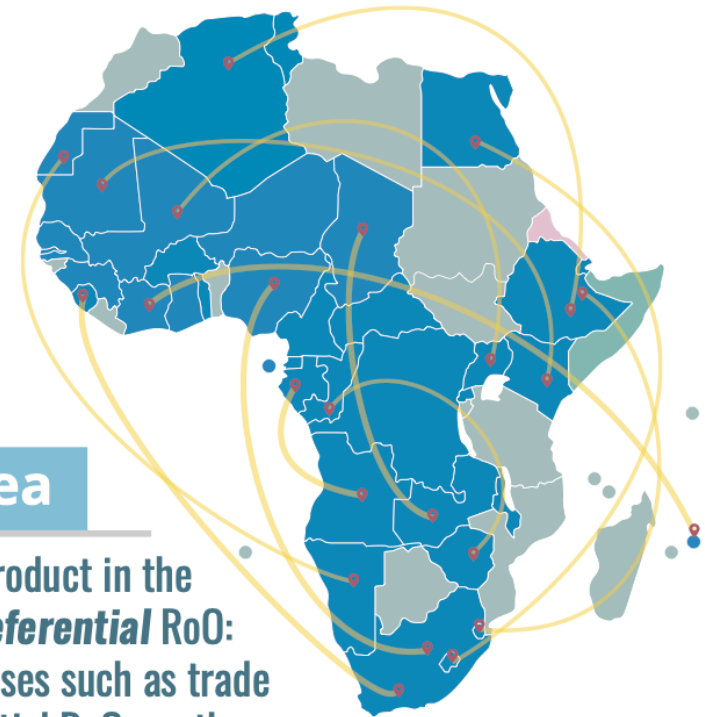 ea
roduct in the
eferential RoO:
ses such as trade